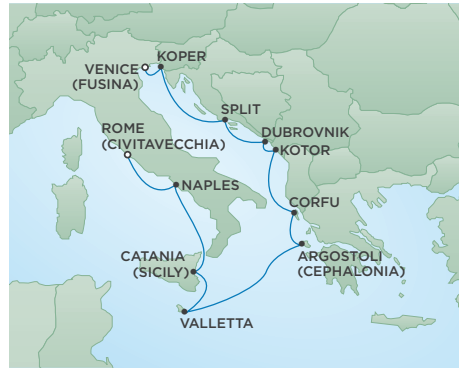 KOPER
VENICE
(FUSINA)
SPLIT
ROME
(CIVITAVECCHIA)
DUBROVNIK
KOTOR
NAPLES
CORFU
CATANIA
(SICILY)
ARGOSTOLI
(CEPHALONIA)
VALLETTA